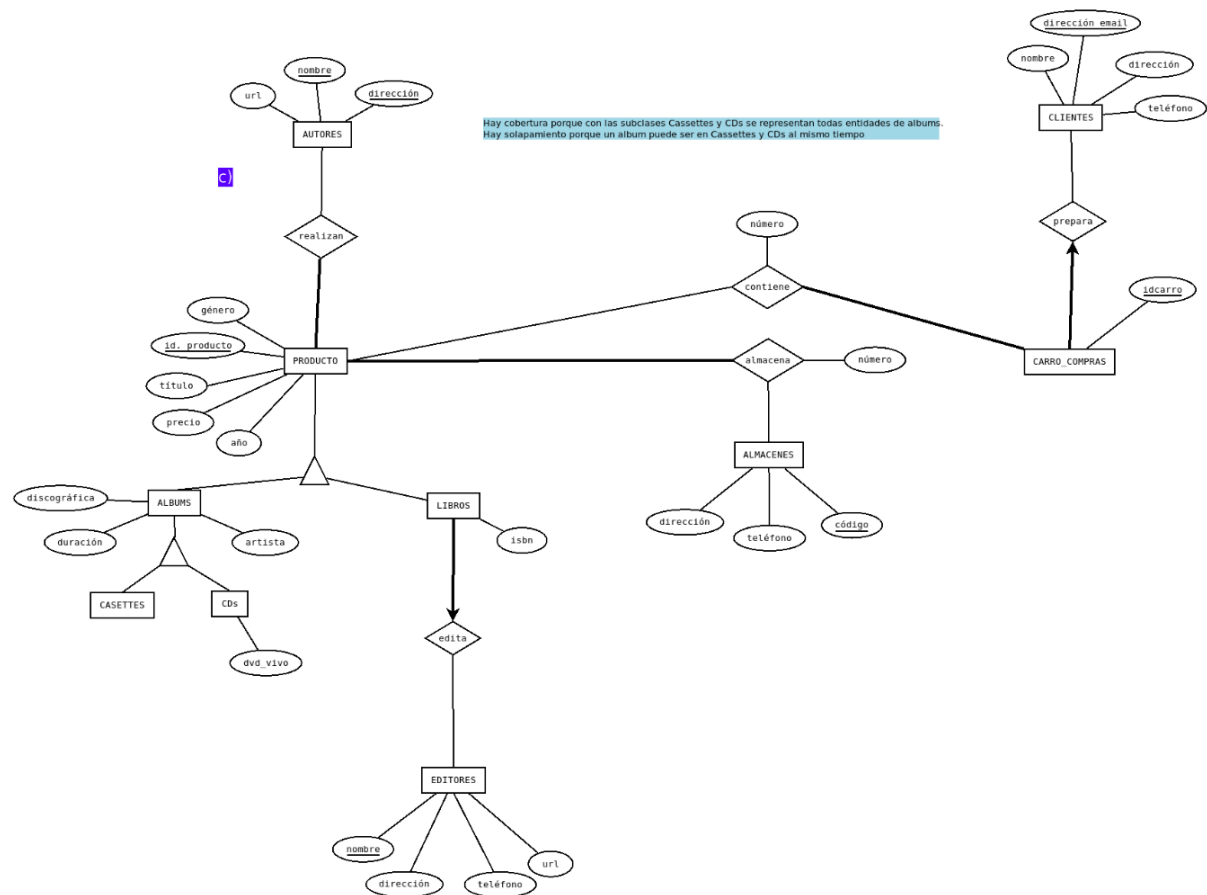 dirección email
nombre
nombre
dirección
url
dirección
teléfono
AUTORES
CLIENTES
Hay cobertura porque con las subclases Cassettes y CDs se representan todas entidades de albums.
Hay solapamiento porque un album puede ser en Cassettes y CDs al mismo tiempo
c)
número
prepara
realizan
contiene
idcarro
género
id. producto
PRODUCTO
almacena
número
CARRO_COMPRAS
título
precio
año
ALMACENES
discográfica
ALBUMS
LIBROS
dirección
teléfono
código
duración
artista
isbn
CASETTES
CDs
edita
dvd_vivo
EDITORES
nombre
dirección
teléfono
url